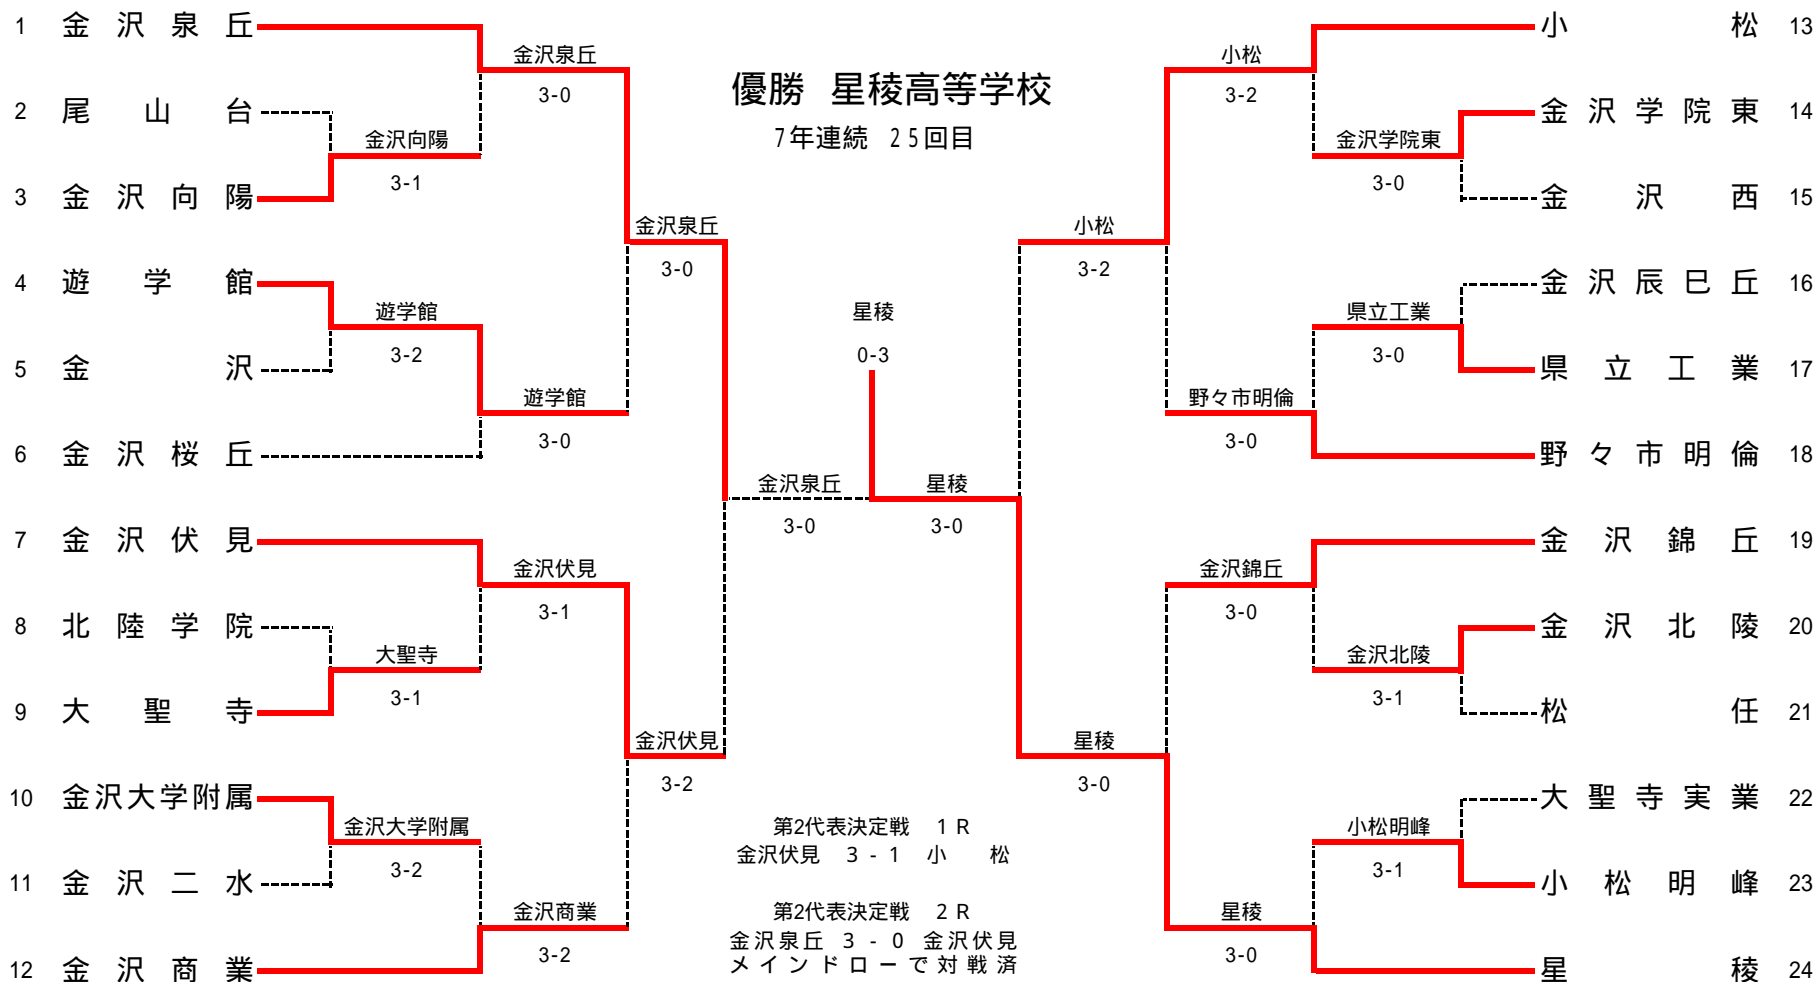 優勝 星稜高等学校
7年連続 25回目
1 金沢泉丘
2 尾山台
3 金沢向陽
4 遊学館
5 金沢
6 金沢桜丘
7 金沢伏見
8 北陸学院
9 大聖寺
10 金沢大学附属
11 金沢二水
12 金沢商業
金沢向陽
3-1
遊学館
3-2
大聖寺
3-1
金沢大学附属
3-2
金沢泉丘
3-0
遊学館
3-0
金沢伏見
3-1
金沢商業
3-2
金沢泉丘
3-0
金沢伏見
3-2
金沢泉丘
3-0
星稜
0-3
星稜
3-0
小松
3-2
星稜
3-0
小松
3-2
野々市明倫
3-0
金沢錦丘
3-0
星稜
3-0
金沢学院東
3-0
県立工業
3-0
金沢北陵
3-1
小松明峰
3-1
小松 13
金沢学院東 14
金沢西 15
金沢辰巳丘 16
県立工業 17
野々市明倫 18
金沢錦丘 19
金沢北陵 20
松任 21
大聖寺実業 22
小松明峰 23
星稜 24
第2代表決定戦 1R
金沢伏見 3 - 1 小 松
第2代表決定戦 2R
金沢泉丘 3 - 0 金沢伏見
メインドローで対戦済